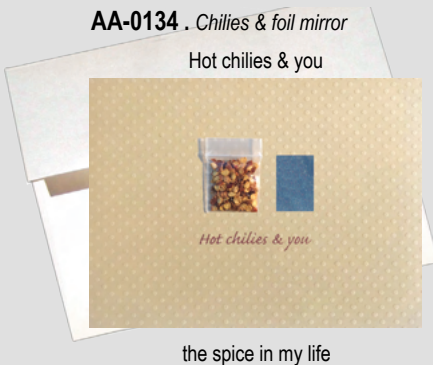 AA-0134 . Chilies & foil mirror
Hot chilies & you
Hot chilies & you
the spice in my life